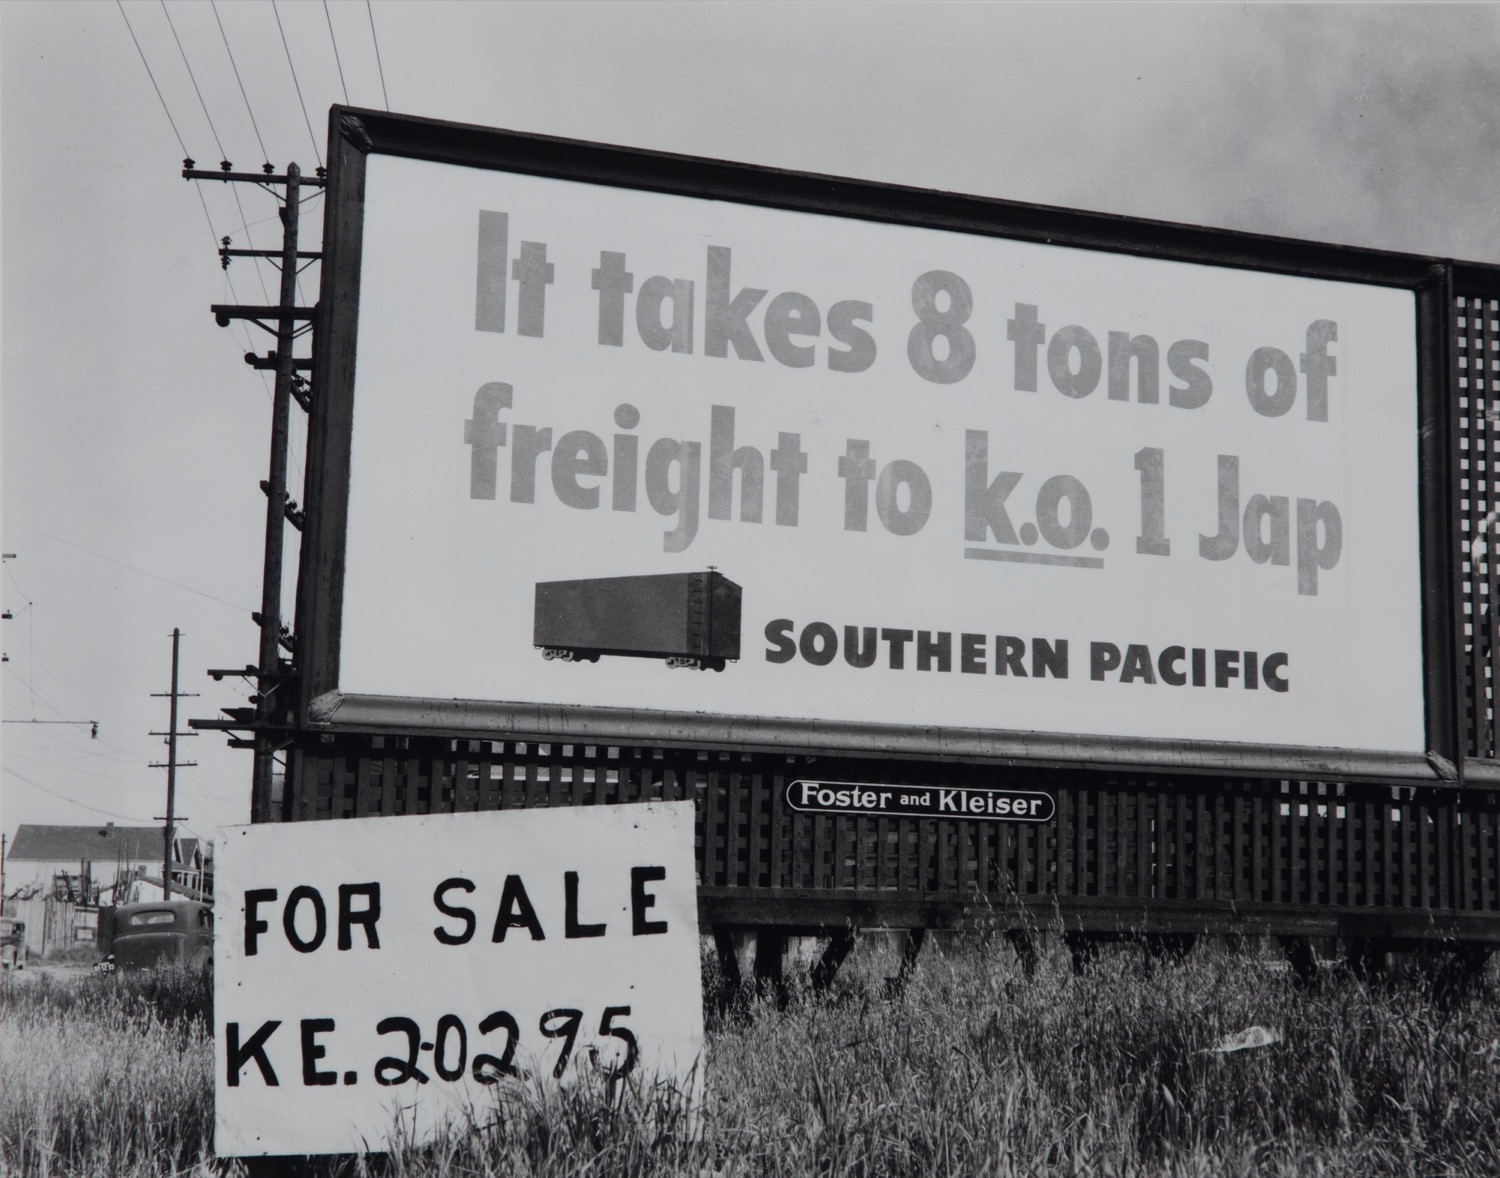 It takes 8 tons of
freight to k.o. 1 Jap
SOUTHERN PACIFIC
Foster and Kleiser
FOR SALE
KE. 2-0295